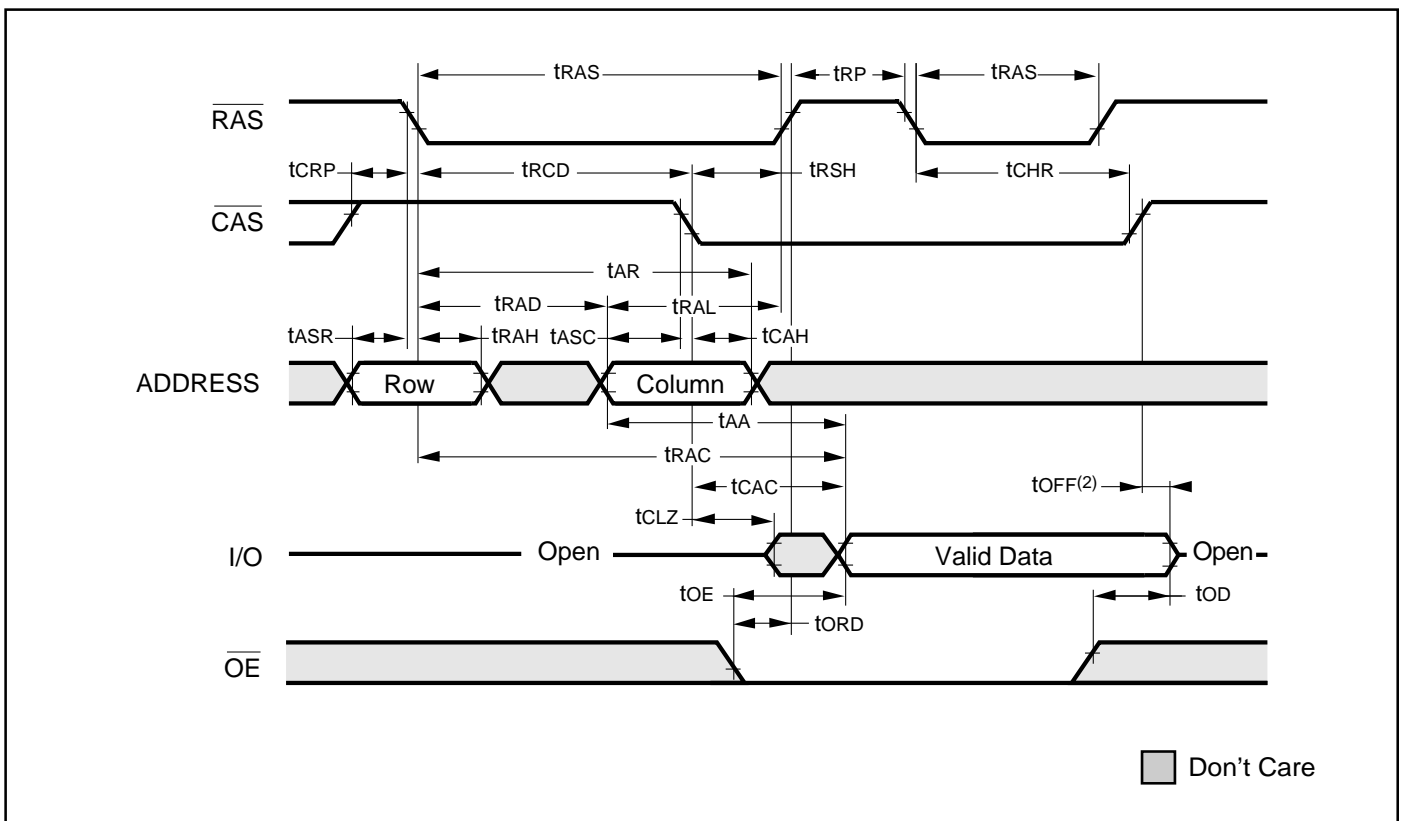 tRAS tRP tRAS
RAS
tCRP tRCD tRSH tCHR
CAS
tAR
tRAD tRAL
tASR tRAH tASC tCAH
ADDRESS Row Column
tAA
tRAC
tCAC tOFF(2)
tCLZ
I/O Open Valid Data Open
tOE tOD
tORD
OE
Don't Care